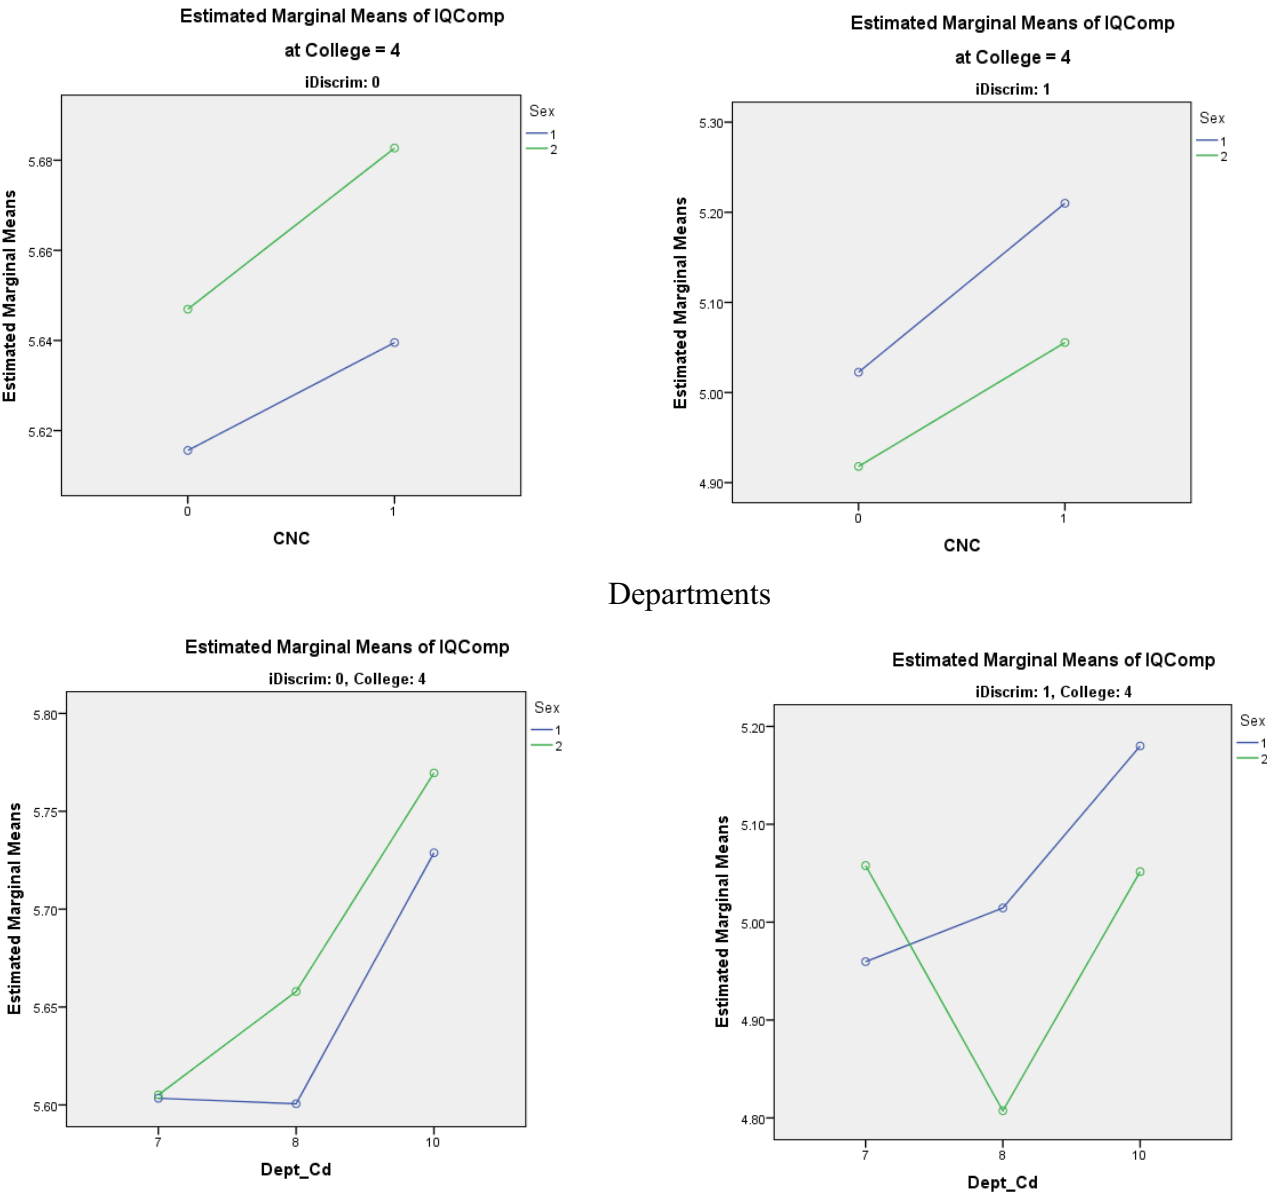 Estimated Marginal Means of IQComp
at College = 4
iDiscrim: 0
Sex
1
2
Estimated Marginal Means
5.68
5.66
5.64
5.62
0 1
CNC
Estimated Marginal Means of IQComp
at College = 4
iDiscrim: 1
Sex
1
2
Estimated Marginal Means
5.30
5.20
5.10
5.00
4.90
0 1
CNC
Departments
Estimated Marginal Means of IQComp
iDiscrim: 0, College: 4
Sex
1
2
Estimated Marginal Means
5.80
5.75
5.70
5.65
5.60
7 8 10
Dept_Cd
Estimated Marginal Means of IQComp
iDiscrim: 1, College: 4
Sex
1
2
Estimated Marginal Means
5.20
5.10
5.00
4.90
4.80
7 8 10
Dept_Cd